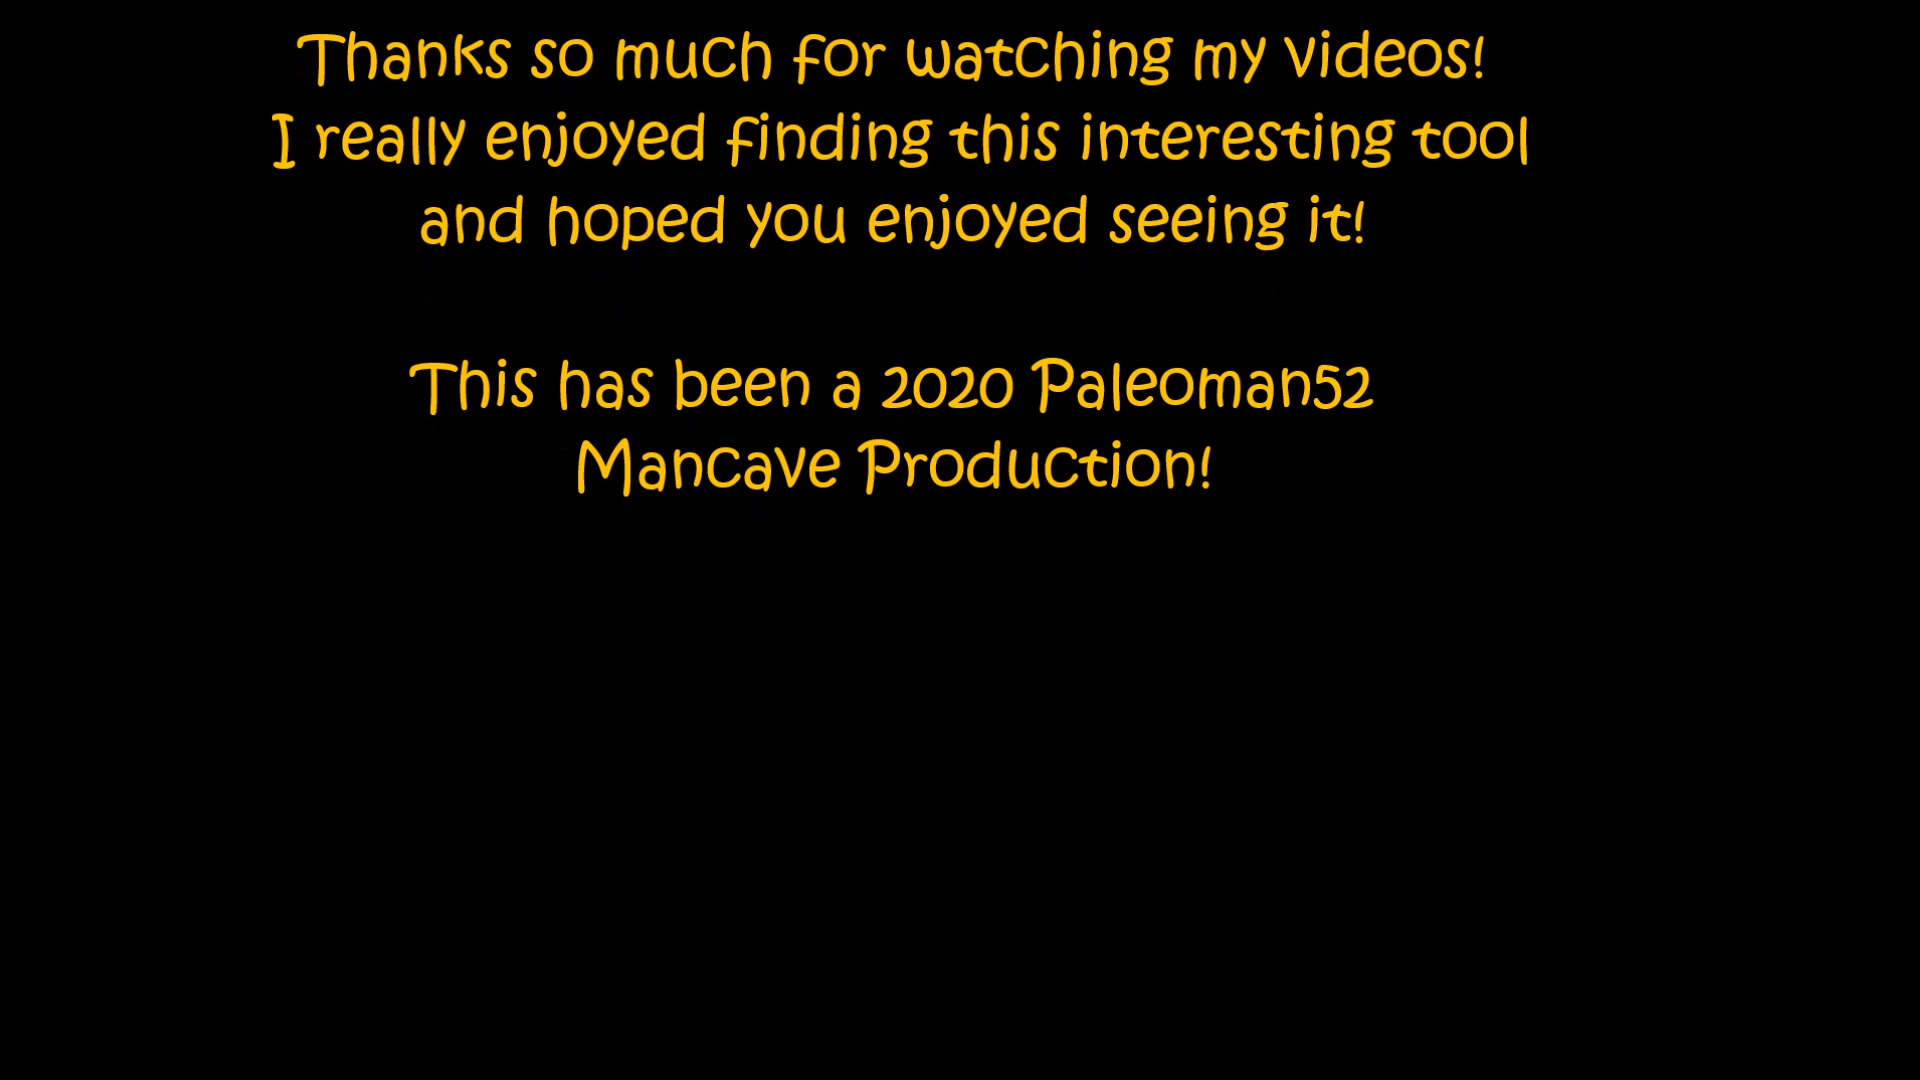 Thanks so much for watching my videos!
I really enjoyed finding this interesting tool
and hoped you enjoyed seeing it!
This has been a 2020 Paleoman52
Mancave Production!